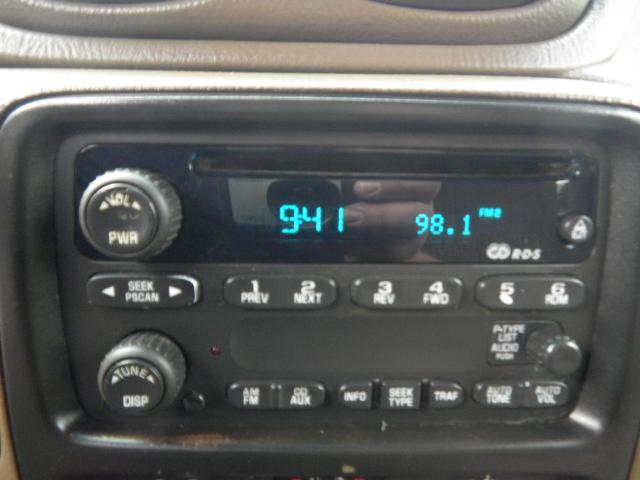 VOL
PWR
9:41
98.1 FM2
CD R·D·S
SEEK
PSCAN
1
PREV
2
NEXT
3
REV
4
FWD
5
6
RDM
P-TYPE
LIST
AUDIO
PUSH
TUNE
DISP
AM
FM
CD
AUX
INFO
SEEK
TYPE
TRAF
AUTO
TONE
AUTO
VOL